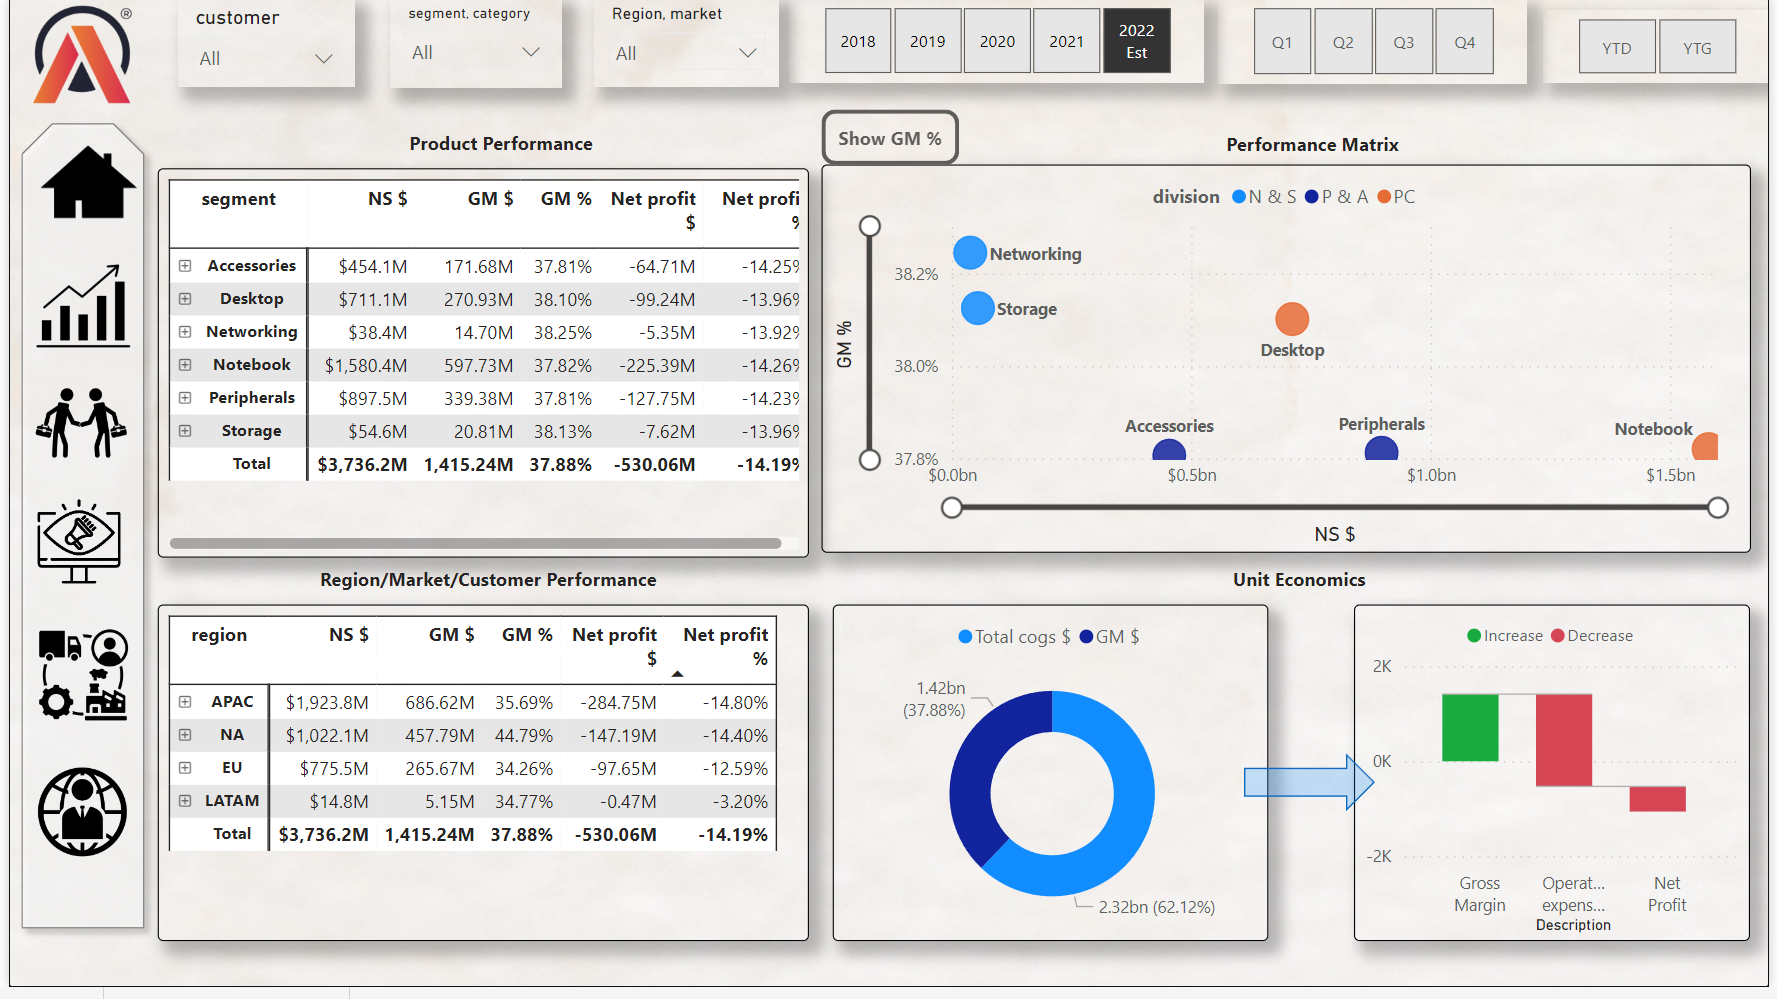 ®
customer
All
segment, category
All
Region, market
All
2018
2019
2020
2021
2022
Est
Q1
Q2
Q3
Q4
YTD
YTG
Product Performance
segment NS $ GM $ GM % Net profit Net profi
$ %
Accessories $454.1M 171.68M 37.81% -64.71M -14.25%
Desktop $711.1M 270.93M 38.10% -99.24M -13.96%
Networking $38.4M 14.70M 38.25% -5.35M -13.92%
Notebook $1,580.4M 597.73M 37.82% -225.39M -14.26%
Peripherals $897.5M 339.38M 37.81% -127.75M -14.23%
Storage $54.6M 20.81M 38.13% -7.62M -13.96%
Total $3,736.2M 1,415.24M 37.88% -530.06M -14.19%
Show GM %
Performance Matrix
division N & S P & A PC
GM %
38.2%
38.0%
37.8%
Networking
Storage
Desktop
Accessories
Peripherals
Notebook
$0.0bn $0.5bn $1.0bn $1.5bn
NS $
Region/Market/Customer Performance
region NS $ GM $ GM % Net profit Net profit
$ %
APAC $1,923.8M 686.62M 35.69% -284.75M -14.80%
NA $1,022.1M 457.79M 44.79% -147.19M -14.40%
EU $775.5M 265.67M 34.26% -97.65M -12.59%
LATAM $14.8M 5.15M 34.77% -0.47M -3.20%
Total $3,736.2M 1,415.24M 37.88% -530.06M -14.19%
Unit Economics
Total cogs $ GM $
1.42bn
(37.88%)
2.32bn (62.12%)
Increase Decrease
2K
0K
-2K
Gross
Margin
Operat...
expens...
Net
Profit
Description